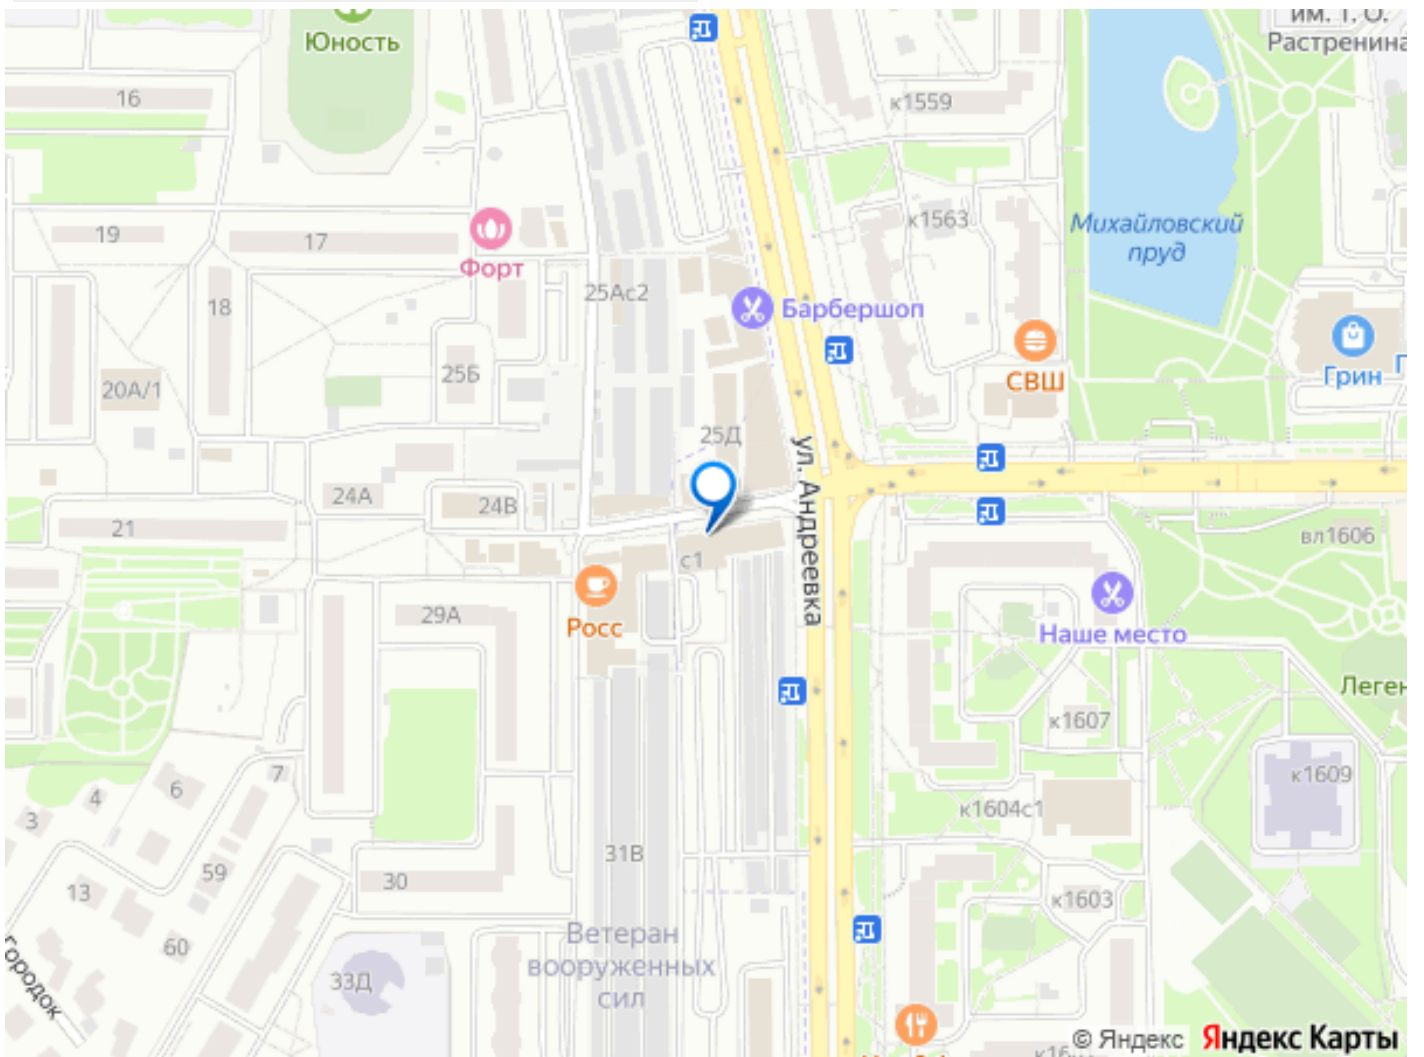 им. Г. О.
Растренина
Юность
16
к1559
19
17
Форт
к1563
Михайловский
пруд
18
25Ас2
Барбершоп
20А/1
25Б
СВШ
Грин
25Д
ул. Андреевка
24А
24В
21
с1
вл1606
29А
Росс
Наше место
Леген
к1607
7
6
4
3
к1609
к1604с1
59
31В
13
30
к1603
60
Ветеран
вооруженных
сил
33Д
Городок
© Яндекс
Яндекс Карты